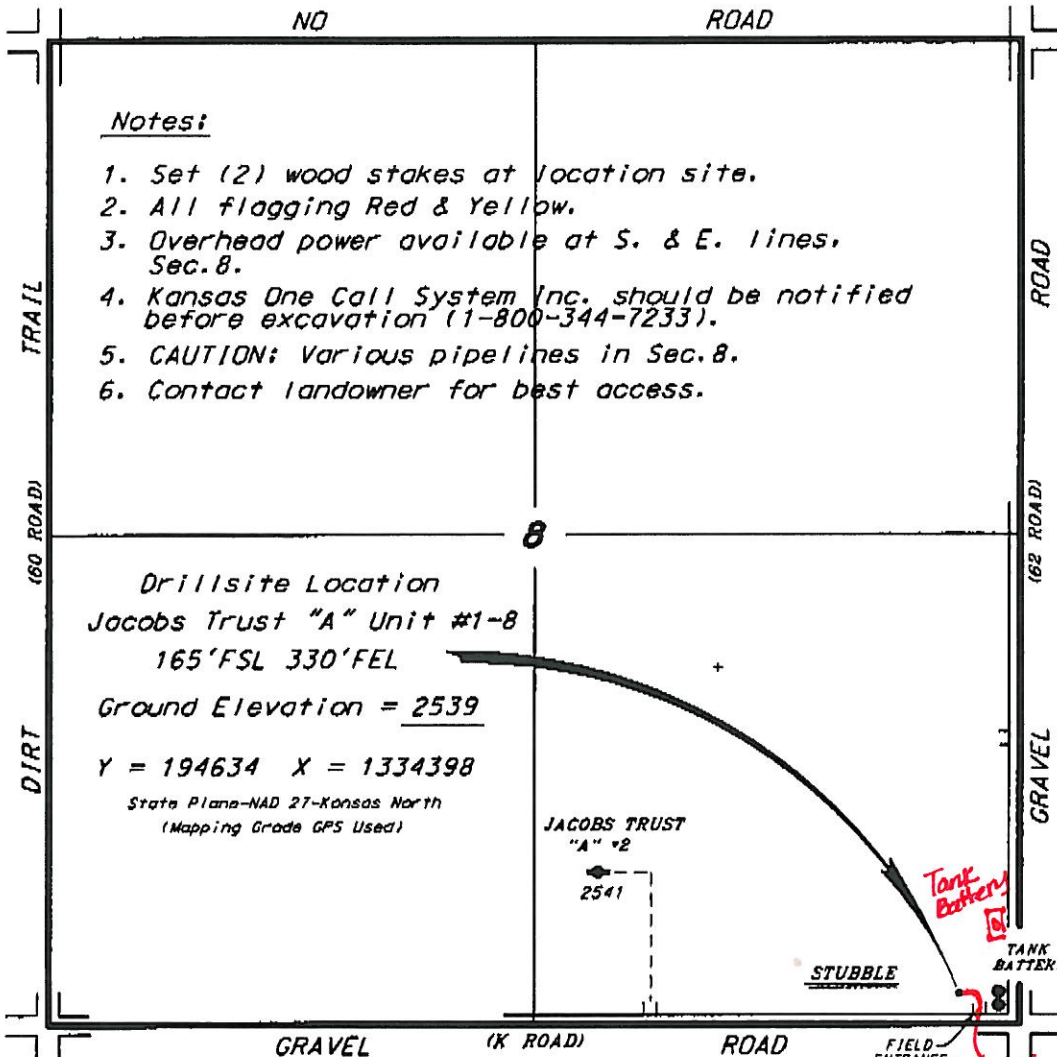 NO ROAD
Notes:
1. Set (2) wood stakes at location site.
2. All flagging Red & Yellow.
3. Overhead power available at S. & E. lines,
Sec.8.
4. Kansas One Call System Inc. should be notified
before excavation (1-800-344-7233).
5. CAUTION: Various pipelines in Sec.8.
6. Contact landowner for best access.
TRAIL
(60 ROAD)
DIRT
ROAD
(62 ROAD)
GRAVEL
8
Drillsite Location
Jacobs Trust "A" Unit #1-8
165'FSL 330'FEL
Ground Elevation = 2539
Y = 194634 X = 1334398
State Plane-NAD 27-Kansas North
(Mapping Grade GPS Used)
JACOBS TRUST
"A" #2
2541
Tank
Battery
TANK
BATTER
STUBBLE
FIELD
ENTRANCE
GRAVEL (K ROAD) ROAD